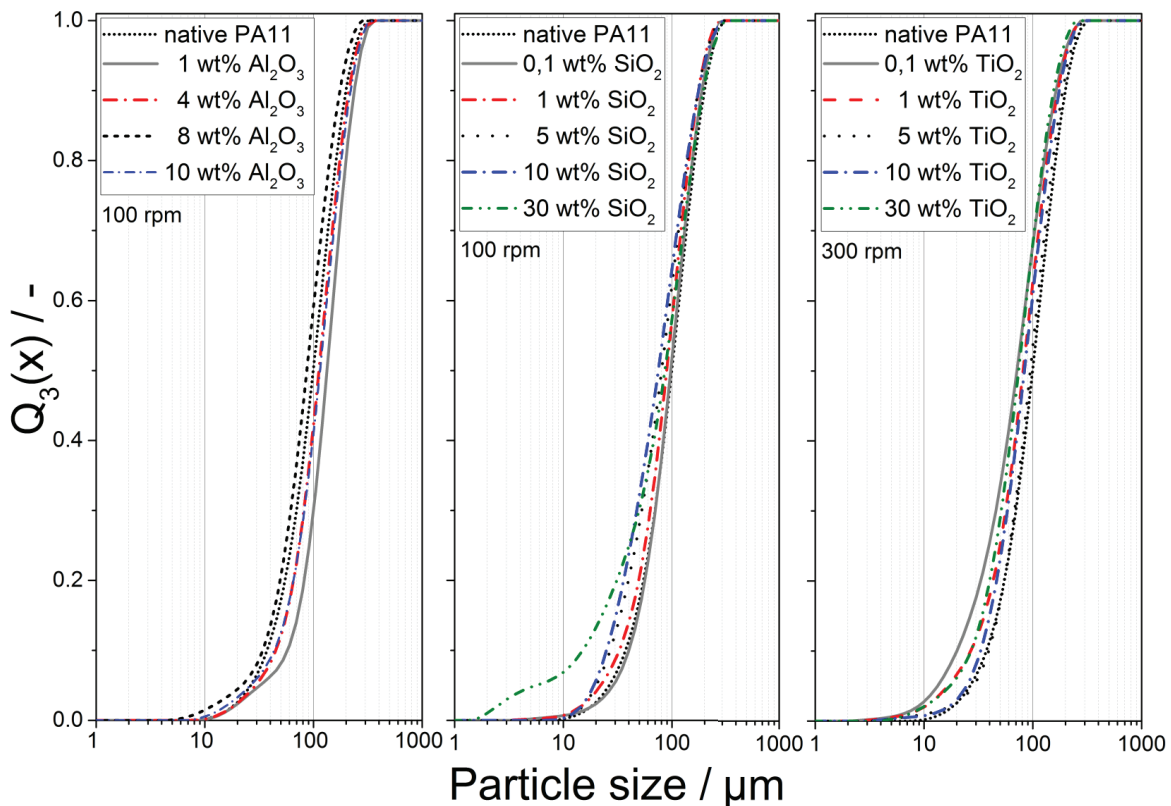 Q₃(x) / -
1.0
0.8
0.6
0.4
0.2
0.0
native PA11
1 wt% Al₂O₃
4 wt% Al₂O₃
8 wt% Al₂O₃
10 wt% Al₂O₃
100 rpm
1 10 100 1000
native PA11
0,1 wt% SiO₂
1 wt% SiO₂
5 wt% SiO₂
10 wt% SiO₂
30 wt% SiO₂
100 rpm
1 10 100 1000
native PA11
0,1 wt% TiO₂
1 wt% TiO₂
5 wt% TiO₂
10 wt% TiO₂
30 wt% TiO₂
300 rpm
1 10 100 1000
Particle size / µm